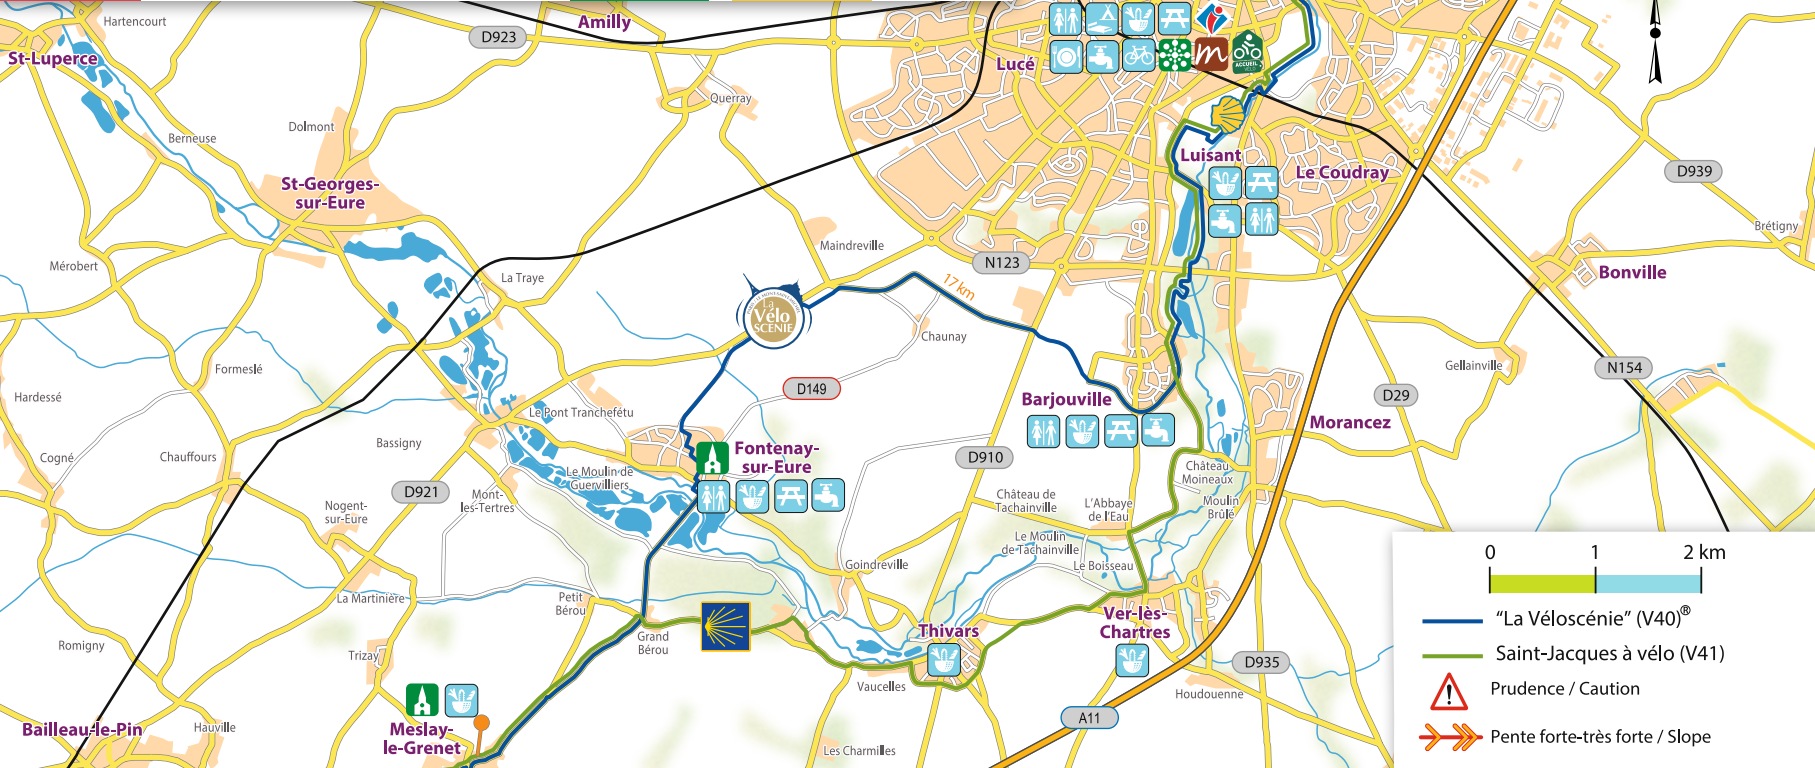 Hartencourt
Amilly
D923
St-Luperce
Lucé
m
ACCUEIL
VÉLO
Querray
Dolmont
Berneuse
Luisant
Le Coudray
D939
St-Georges-
sur-Eure
Brétigny
Maindreville
Mérobert
La Traye
N123
17 km
Bonville
La
Vélo
SCÉNIE
Chaunay
Formeslé
Gellainville
N154
D149
D29
Hardessé
Barjouville
Le Pont Tranchefétu
Morancez
Bassigny
Cogné
Chauffours
Fontenay-
sur-Eure
D910
Le Moulin de
Guervilliers
Château
Moineaux
D921
Mont-
les-Tertres
Château de
Tachainville
L'Abbaye
de l'Eau
Moulin
Brûlé
Nogent-
sur-Eure
Le Moulin
de Tachainville
Goindreville
Le Boisseau
La Martinière
Petit
Bérou
Grand
Bérou
Thivars
Ver-lès-
Chartres
Romigny
Trizay
D935
Vaucelles
Houdouenne
A11
Bailleau-le-Pin
Hauville
Meslay-
le-Grenet
Les Charmilles
0 1 2 km
“La Véloscénie” (V40)®
Saint-Jacques à vélo (V41)
! Prudence / Caution
Pente forte-très forte / Slope